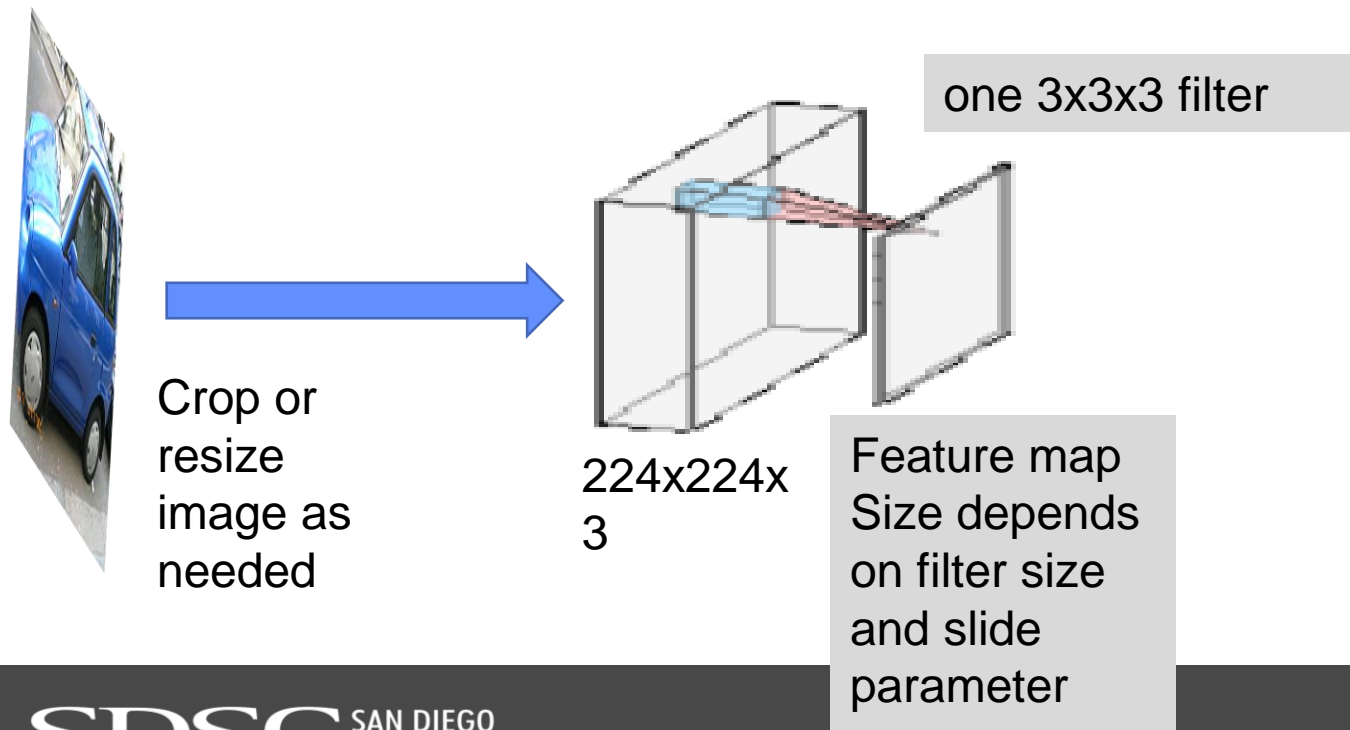 one 3x3x3 filter
Crop or
resize
image as
needed
224x224x
3
Feature map
Size depends
on filter size
and slide
parameter
SDSC SAN DIEGO